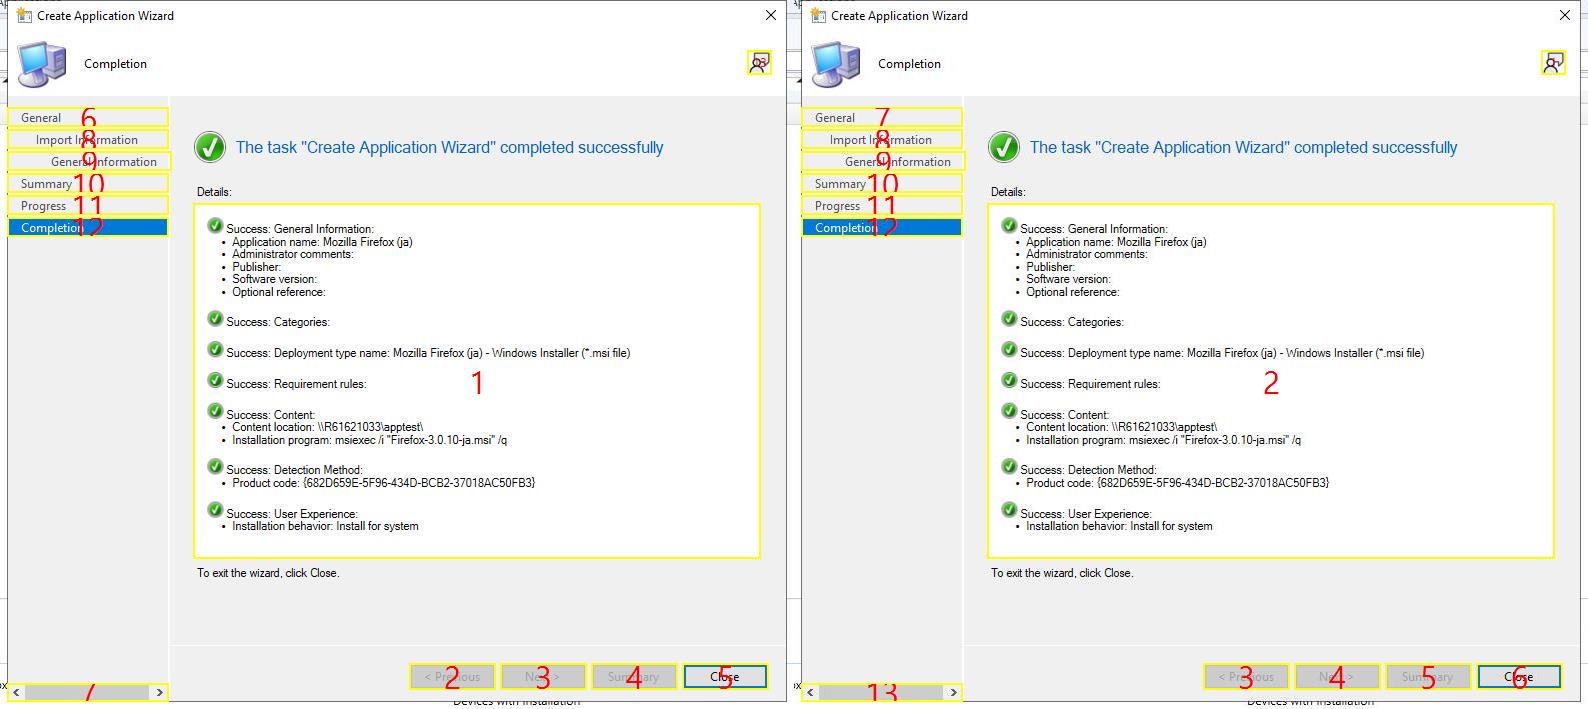 Create Application Wizard
Completion
13
General
6
Import Information
8
General Information
9
Summary
10
Progress
11
Completion
12
The task "Create Application Wizard" completed successfully
Details:
Success: General Information:
• Application name: Mozilla Firefox (ja)
• Administrator comments:
• Publisher:
• Software version:
• Optional reference:
Success: Categories:
Success: Deployment type name: Mozilla Firefox (ja) - Windows Installer (*.msi file)
Success: Requirement rules:
1
Success: Content:
• Content location: \\R61621033\apptest\
• Installation program: msiexec /i "Firefox-3.0.10-ja.msi" /q
Success: Detection Method:
• Product code: {682D659E-5F96-434D-BCB2-37018AC50FB3}
Success: User Experience:
• Installation behavior: Install for system
To exit the wizard, click Close.
< Previous
2
Next >
3
Summary
4
Close
5
7
Devices with Installation
Create Application Wizard
Completion
General
7
Import Information
8
General Information
9
Summary
10
Progress
11
Completion
12
The task "Create Application Wizard" completed successfully
Details:
Success: General Information:
• Application name: Mozilla Firefox (ja)
• Administrator comments:
• Publisher:
• Software version:
• Optional reference:
Success: Categories:
Success: Deployment type name: Mozilla Firefox (ja) - Windows Installer (*.msi file)
Success: Requirement rules:
2
Success: Content:
• Content location: \\R61621033\apptest\
• Installation program: msiexec /i "Firefox-3.0.10-ja.msi" /q
Success: Detection Method:
• Product code: {682D659E-5F96-434D-BCB2-37018AC50FB3}
Success: User Experience:
• Installation behavior: Install for system
To exit the wizard, click Close.
< Previous
3
Next >
4
Summary
5
Close
6
13
Devices with Installation